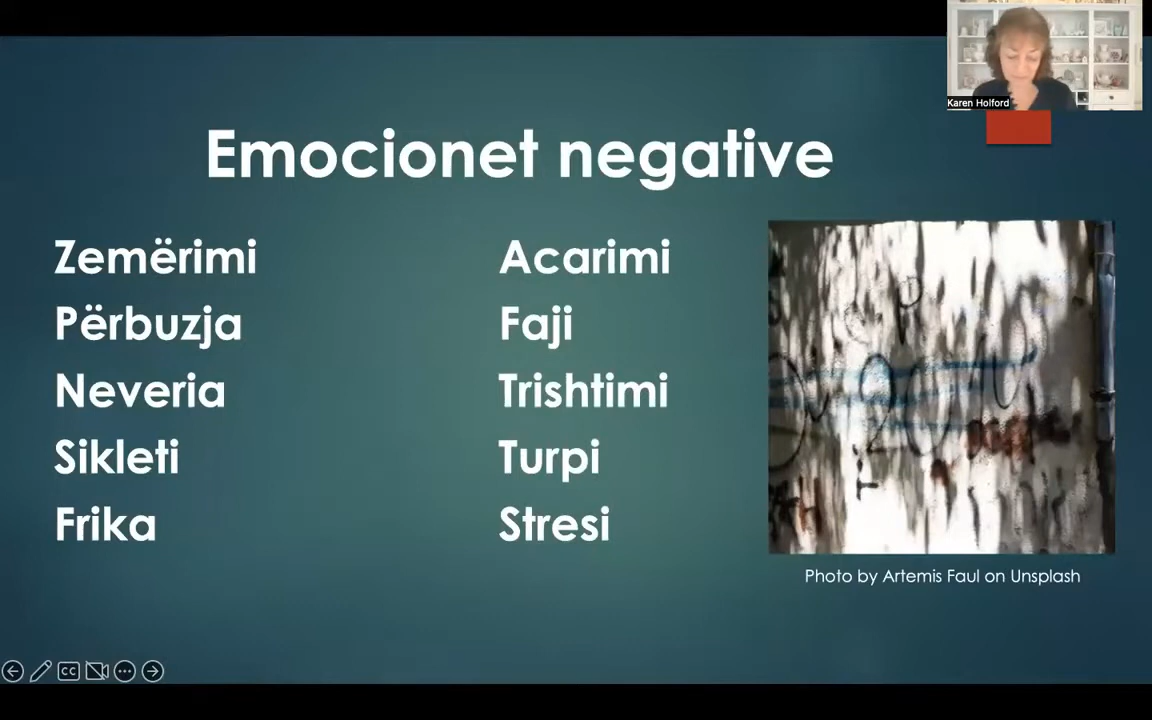 Karen Holford
Emocionet negative
Zemërimi
Përbuzja
Neveria
Sikleti
Frika
Acarimi
Faji
Trishtimi
Turpi
Stresi
Photo by Artemis Faul on Unsplash
CC